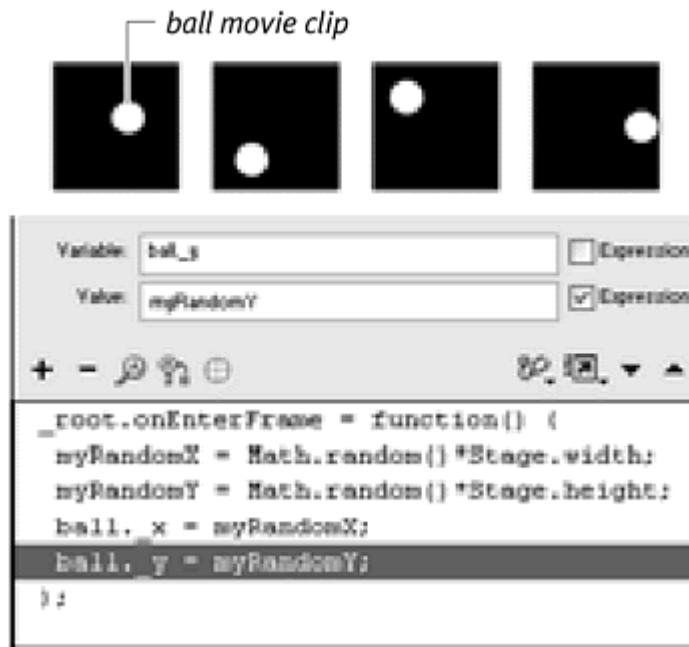 ball movie clip
Variable: ball._y Expression
Value: myRandomY Expression
_root.onEnterFrame = function() {
myRandomX = Math.random()*Stage.width;
myRandomY = Math.random()*Stage.height;
ball._x = myRandomX;
ball._y = myRandomY;
};